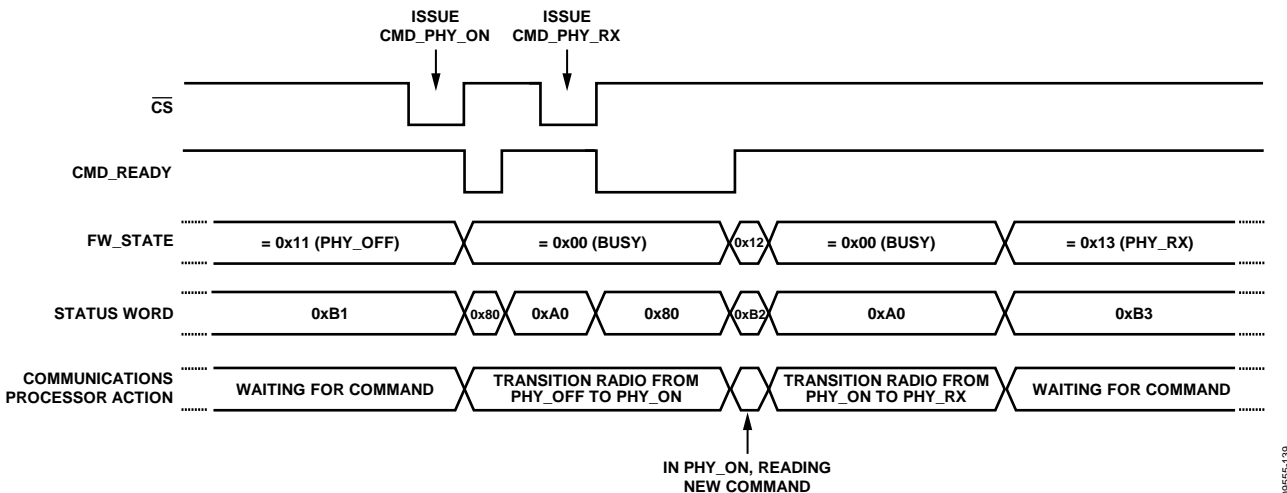 ISSUE
CMD_PHY_ON
ISSUE
CMD_PHY_RX
CS
CMD_READY
FW_STATE
= 0x11 (PHY_OFF)
= 0x00 (BUSY)
0x12
= 0x00 (BUSY)
= 0x13 (PHY_RX)
STATUS WORD
0xB1
0x80
0xA0
0x80
0xB2
0xA0
0xB3
COMMUNICATIONS
PROCESSOR ACTION
WAITING FOR COMMAND
TRANSITION RADIO FROM
PHY_OFF TO PHY_ON
TRANSITION RADIO FROM
PHY_ON TO PHY_RX
WAITING FOR COMMAND
IN PHY_ON, READING
NEW COMMAND
09555-139